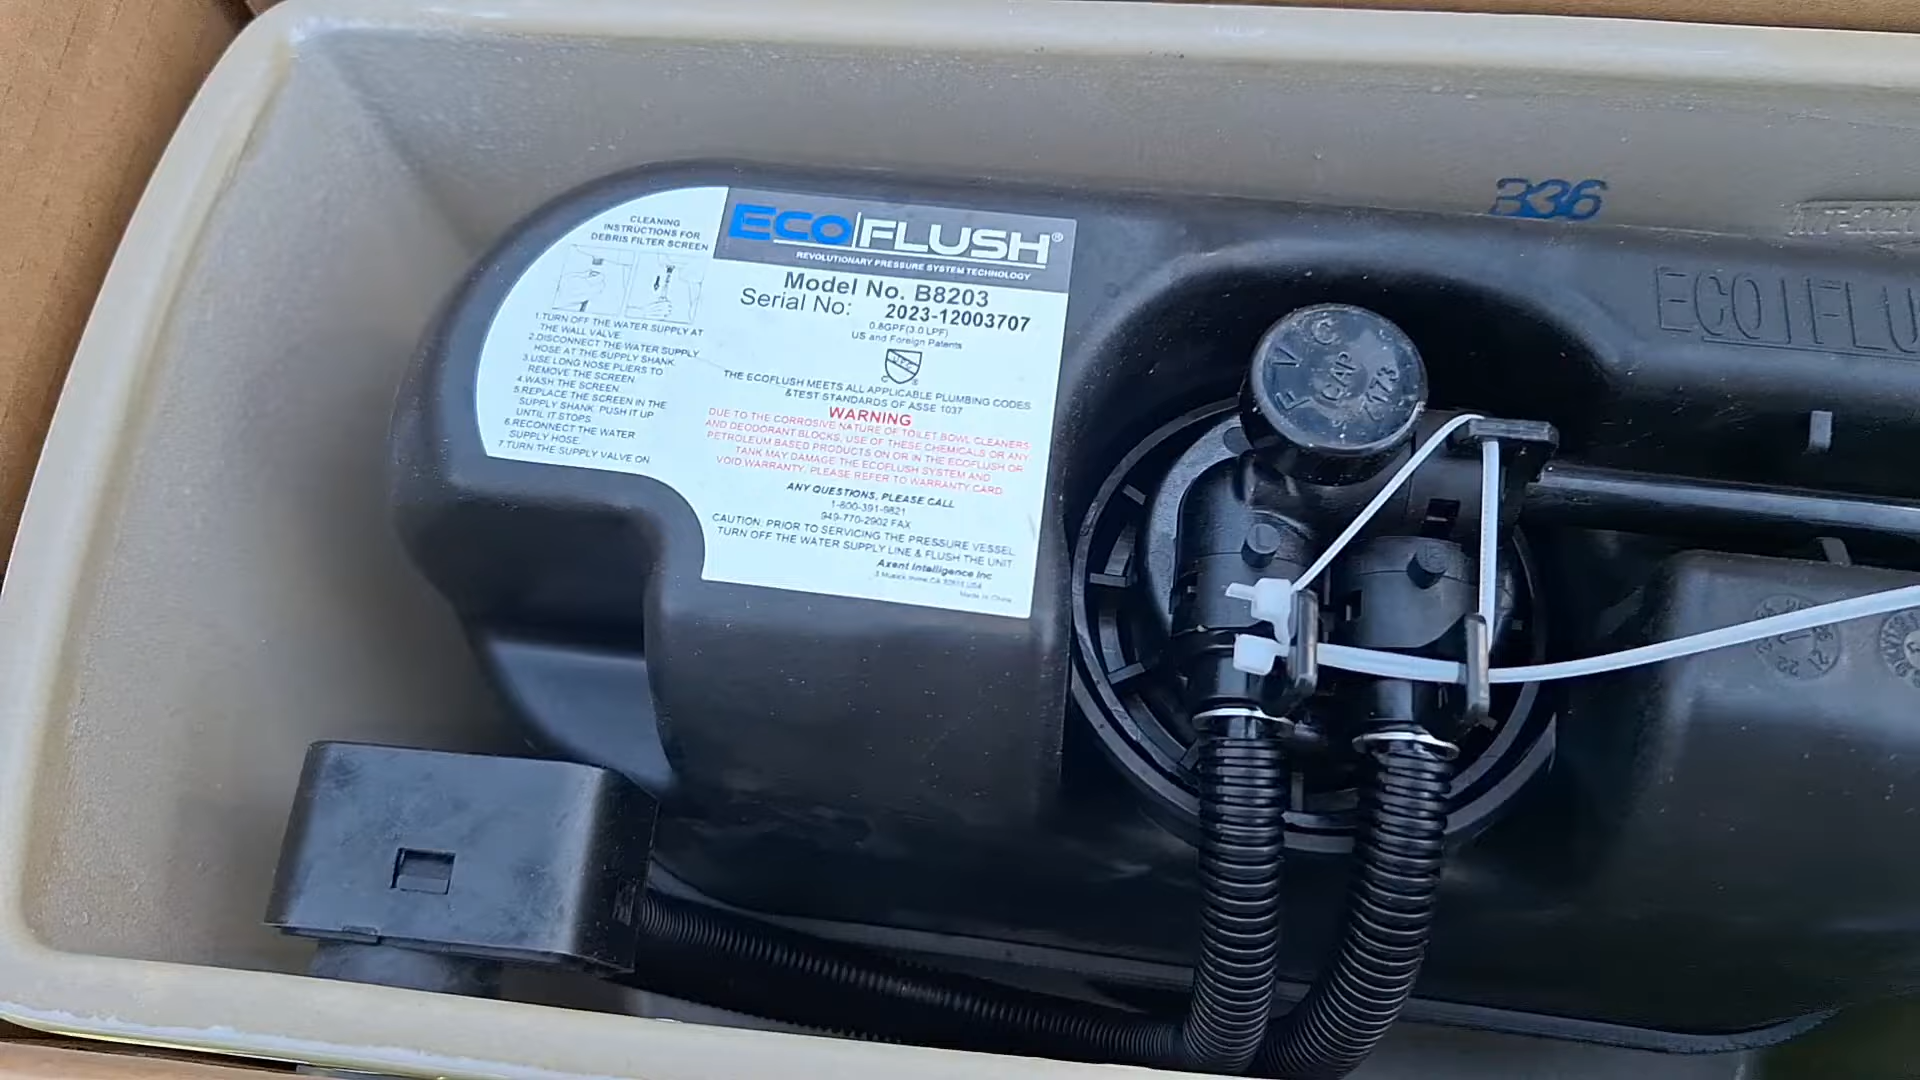 CLEANING
INSTRUCTIONS FOR
DEBRIS FILTER SCREEN
1.TURN OFF THE WATER SUPPLY AT
THE WALL VALVE.
2.DISCONNECT THE WATER SUPPLY
HOSE AT THE SUPPLY SHANK.
3.USE LONG NOSE PLIERS TO
REMOVE THE SCREEN
4.WASH THE SCREEN.
5.REPLACE THE SCREEN IN THE
SUPPLY SHANK. PUSH IT UP
UNTIL IT STOPS.
6.RECONNECT THE WATER
SUPPLY HOSE.
7.TURN THE SUPPLY VALVE ON
ECO|FLUSH®
REVOLUTIONARY PRESSURE SYSTEM TECHNOLOGY
Model No. B8203
Serial No: 2023-12003707
0.8GPF(3.0 LPF)
US and Foreign Patents
UPC
C ®
THE ECOFLUSH MEETS ALL APPLICABLE PLUMBING CODES
&TEST STANDARDS OF ASSE 1037
WARNING
DUE TO THE CORROSIVE NATURE OF TOILET BOWL CLEANERS
AND DEODORANT BLOCKS, USE OF THESE CHEMICALS OR ANY
PETROLEUM BASED PRODUCTS ON OR IN THE ECOFLUSH OR
TANK MAY DAMAGE THE ECOFLUSH SYSTEM AND
VOID WARRANTY. PLEASE REFER TO WARRANTY CARD
ANY QUESTIONS, PLEASE CALL
1-800-391-9821
949-770-2902 FAX
CAUTION: PRIOR TO SERVICING THE PRESSURE VESSEL
TURN OFF THE WATER SUPPLY LINE & FLUSH THE UNIT
Axent Intelligence Inc
Made In China
336
ECO|FLU
F V C
CAP